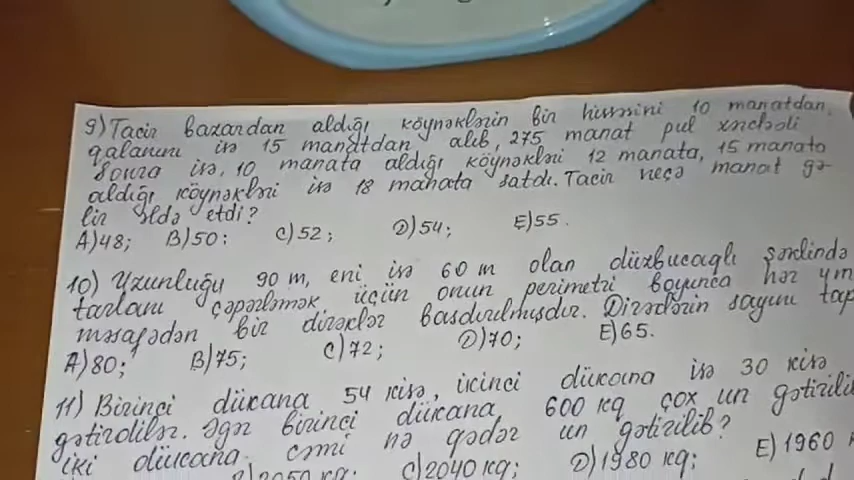 9) Tacir bazardan aldığı köynəklərin bir hissəsini 10 manatdan,
qalanını isə 15 manatdan alıb, 275 manat pul xərclədi
Sonra isə, 10 manata aldığı köynəkləri 12 manata, 15 manata
aldığı köynəkləri isə 18 manata satdı. Tacir neçə manat gə-
lir əldə etdi?
A) 48; B) 50; C) 52; D) 54; E) 55.
10) Uzunluğu 90 m, eni isə 60 m olan düzbucaqlı şəklində
tarlanı çəpərləmək üçün onun perimetri boyunca hər 4m
məsafədən bir dirəklər basdırılmışdır. Dirəklərin sayını tap
A) 80; B) 75; C) 72; D) 70; E) 65.
11) Birinci dükana 54 kisə, ikinci dükana isə 30 kisə
gətirdilər. Əgər birinci dükana 600 kq çox un gətirili
iki dükana cəmi nə qədər un gətirilib?
2050 kq; C) 2040 kq; D) 1980 kq; E) 1960